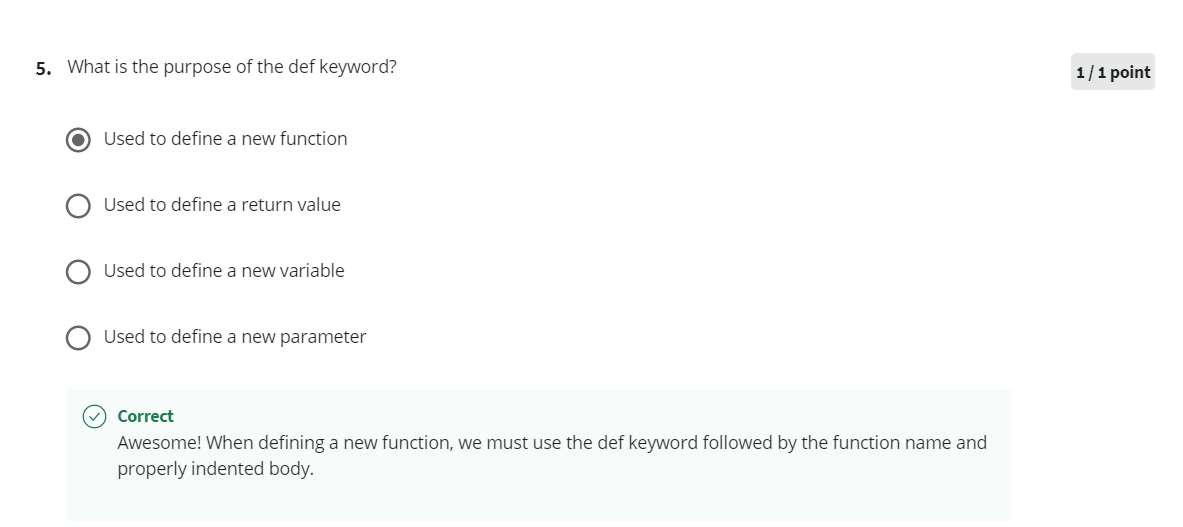 5. What is the purpose of the def keyword?
1 / 1 point
Used to define a new function
Used to define a return value
Used to define a new variable
Used to define a new parameter
Correct
Awesome! When defining a new function, we must use the def keyword followed by the function name and
properly indented body.